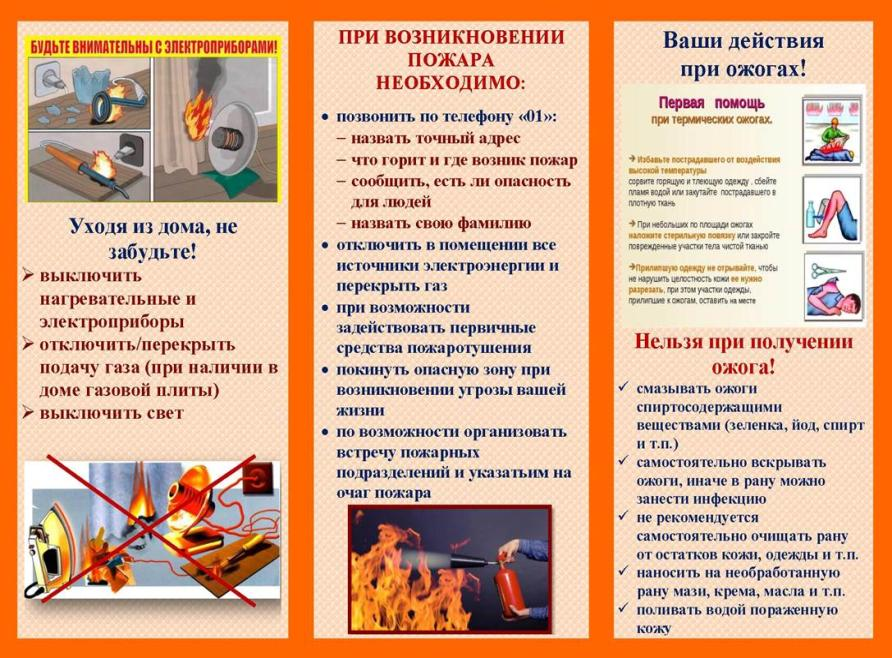 БУДЬТЕ ВНИМАТЕЛЬНЫ С ЭЛЕКТРОПРИБОРАМИ!
Уходя из дома, не
забудьте!
выключить
нагревательные и
электроприборы
отключить/перекрыть
подачу газа (при наличии в
доме газовой плиты)
выключить свет
ПРИ ВОЗНИКНОВЕНИИ
ПОЖАРА
НЕОБХОДИМО:
• позвонить по телефону «01»:
– назвать точный адрес
– что горит и где возник пожар
– сообщить, есть ли опасность
для людей
– назвать свою фамилию
• отключить в помещении все
источники электроэнергии и
перекрыть газ
• при возможности
задействовать первичные
средства пожаротушения
• покинуть опасную зону при
возникновении угрозы вашей
жизни
• по возможности организовать
встречу пожарных
подразделений и указатьим на
очаг пожара
Ваши действия
при ожогах!
Первая помощь
при термических ожогах.
Избавьте пострадавшего от воздействия
высокой температуры
сорвите горящую и тлеющую одежду , сбейте
пламя водой или закутайте пострадавшего в
плотную ткань
При небольших по площади ожогах
наложите стерильную повязку или закройте
поврежденные участки тела чистой тканью
Прилипшую одежду не отрывайте, чтобы
не нарушить целостность кожи ее нужно
разрезать, при этом участки одежды,
прилипшие к ожогам, оставить на месте
Нельзя при получении
ожога!
смазывать ожоги
спиртосодержащими
веществами (зеленка, йод, спирт
и т.п.)
самостоятельно вскрывать
ожоги, иначе в рану можно
занести инфекцию
не рекомендуется
самостоятельно очищать рану
от остатков кожи, одежды и т.п.
наносить на необработанную
рану мази, крема, масла и т.п.
поливать водой пораженную
кожу